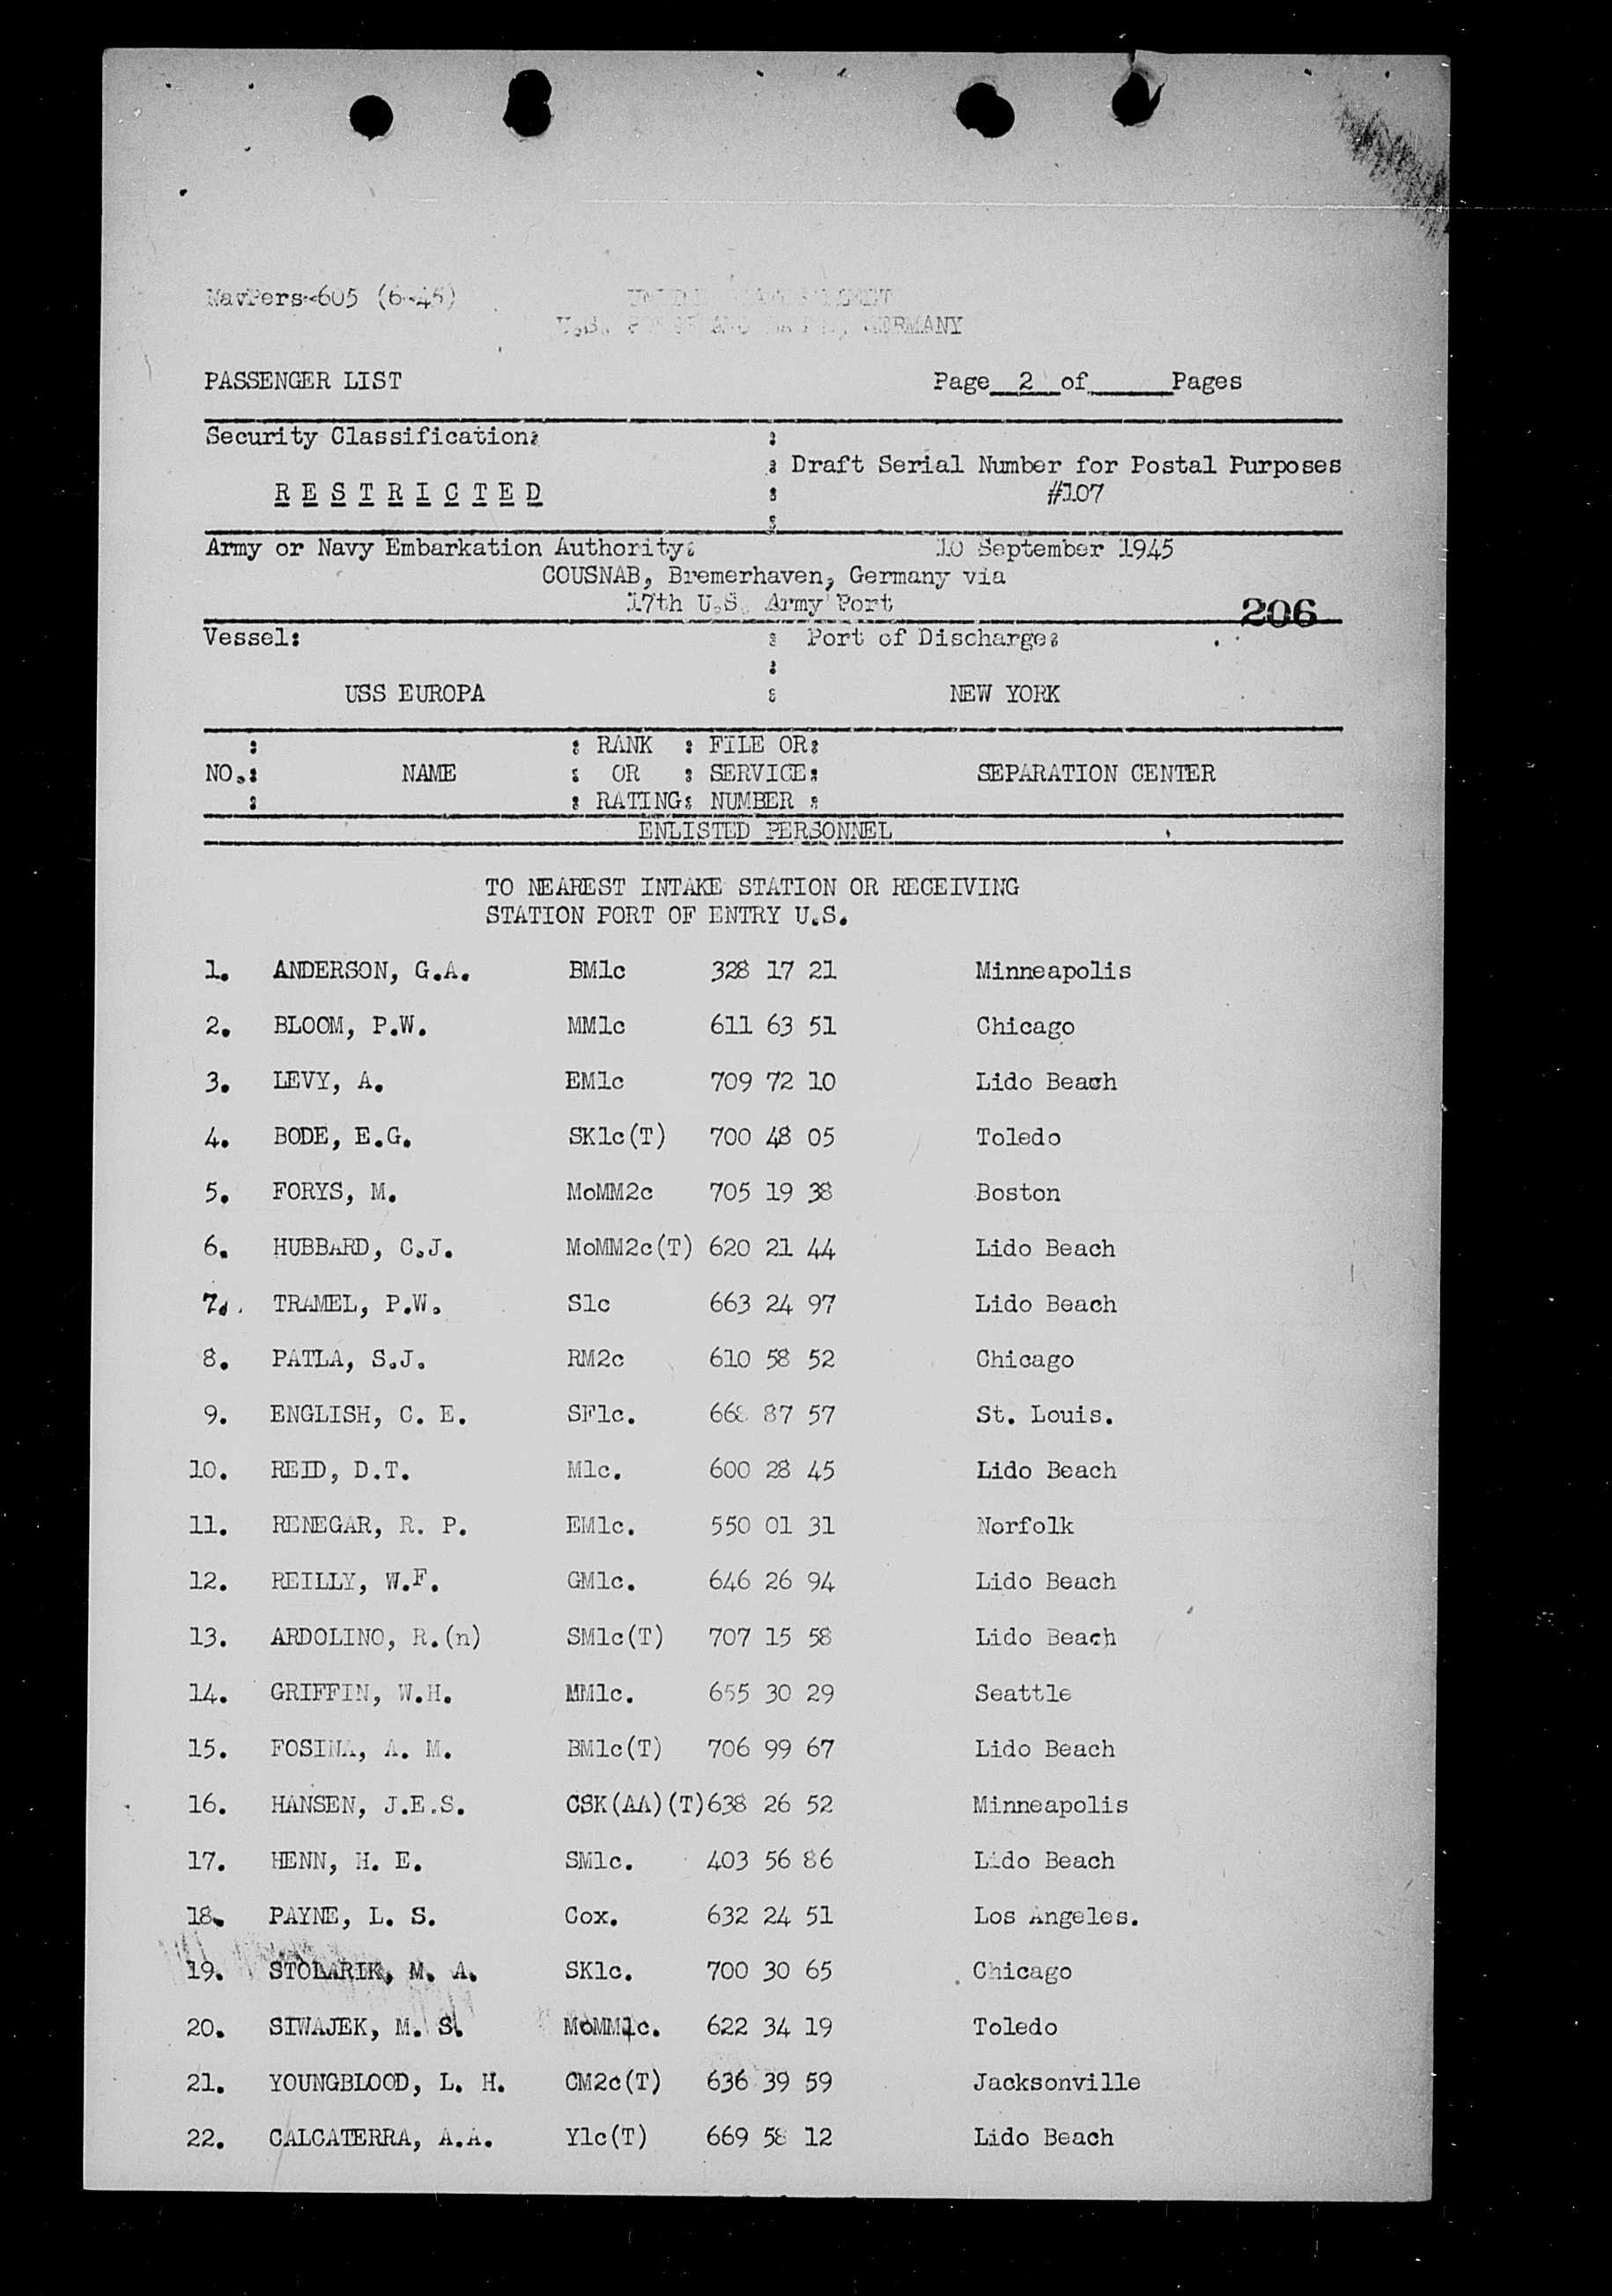 NavPers-605 (6-45)
GERMANY
PASSENGER LIST Page 2 of Pages
Security Classification: :
: Draft Serial Number for Postal Purposes
R E S T R I C T E D : #107
:
Army or Navy Embarkation Authority: 10 September 1945
COUSNAB, Bremerhaven, Germany via
17th U.S. Army Port
206
Vessel: : Port of Discharge:
:
USS EUROPA : NEW YORK
: : RANK : FILE OR:
NO.: NAME : OR : SERVICE: SEPARATION CENTER
: : RATING: NUMBER :
ENLISTED PERSONNEL
TO NEAREST INTAKE STATION OR RECEIVING
STATION PORT OF ENTRY U.S.
1. ANDERSON, G.A. BM1c 328 17 21 Minneapolis
2. BLOOM, P.W. MM1c 611 63 51 Chicago
3. LEVY, A. EM1c 709 72 10 Lido Beach
4. BODE, E.G. SK1c(T) 700 48 05 Toledo
5. FORYS, M. MoMM2c 705 19 38 Boston
6. HUBBARD, C.J. MoMM2c(T) 620 21 44 Lido Beach
7. TRAMEL, P.W. S1c 663 24 97 Lido Beach
8. PATLA, S.J. RM2c 610 58 52 Chicago
9. ENGLISH, C. E. SF1c. 668 87 57 St. Louis.
10. REID, D.T. M1c. 600 28 45 Lido Beach
11. RENEGAR, R. P. EM1c. 550 01 31 Norfolk
12. REILLY, W.F. GM1c. 646 26 94 Lido Beach
13. ARDOLINO, R.(n) SM1c(T) 707 15 58 Lido Beach
14. GRIFFIN, W.H. MM1c. 655 30 29 Seattle
15. FOSINA, A. M. BM1c(T) 706 99 67 Lido Beach
16. HANSEN, J.E.S. CSK(AA)(T)638 26 52 Minneapolis
17. HENN, H. E. SM1c. 403 56 86 Lido Beach
18. PAYNE, L. S. Cox. 632 24 51 Los Angeles.
19. STOLARIK, M. A. SK1c. 700 30 65 Chicago
20. SIWAJEK, M. S. MoMM1c. 622 34 19 Toledo
21. YOUNGBLOOD, L. H. CM2c(T) 636 39 59 Jacksonville
22. CALCATERRA, A.A. Y1c(T) 669 58 12 Lido Beach